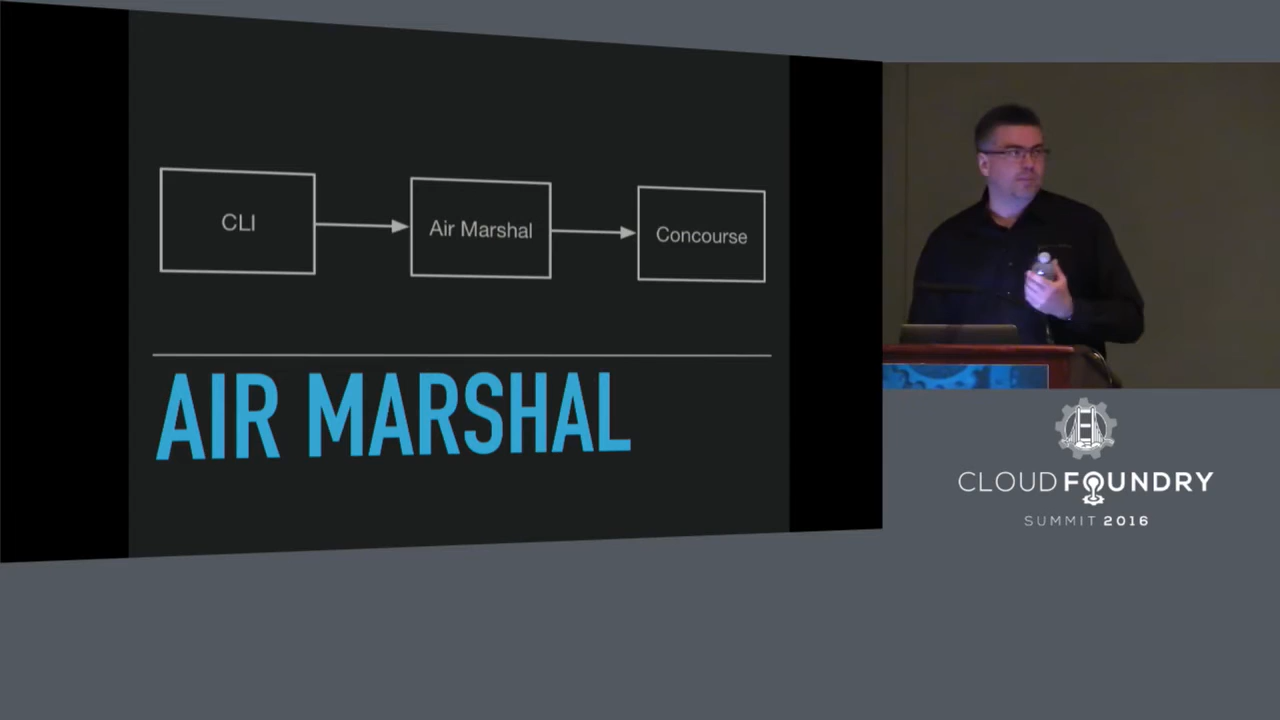 CLI
Air Marshal
Concourse
AIR MARSHAL
CLOUD FOUNDRY
SUMMIT 2016